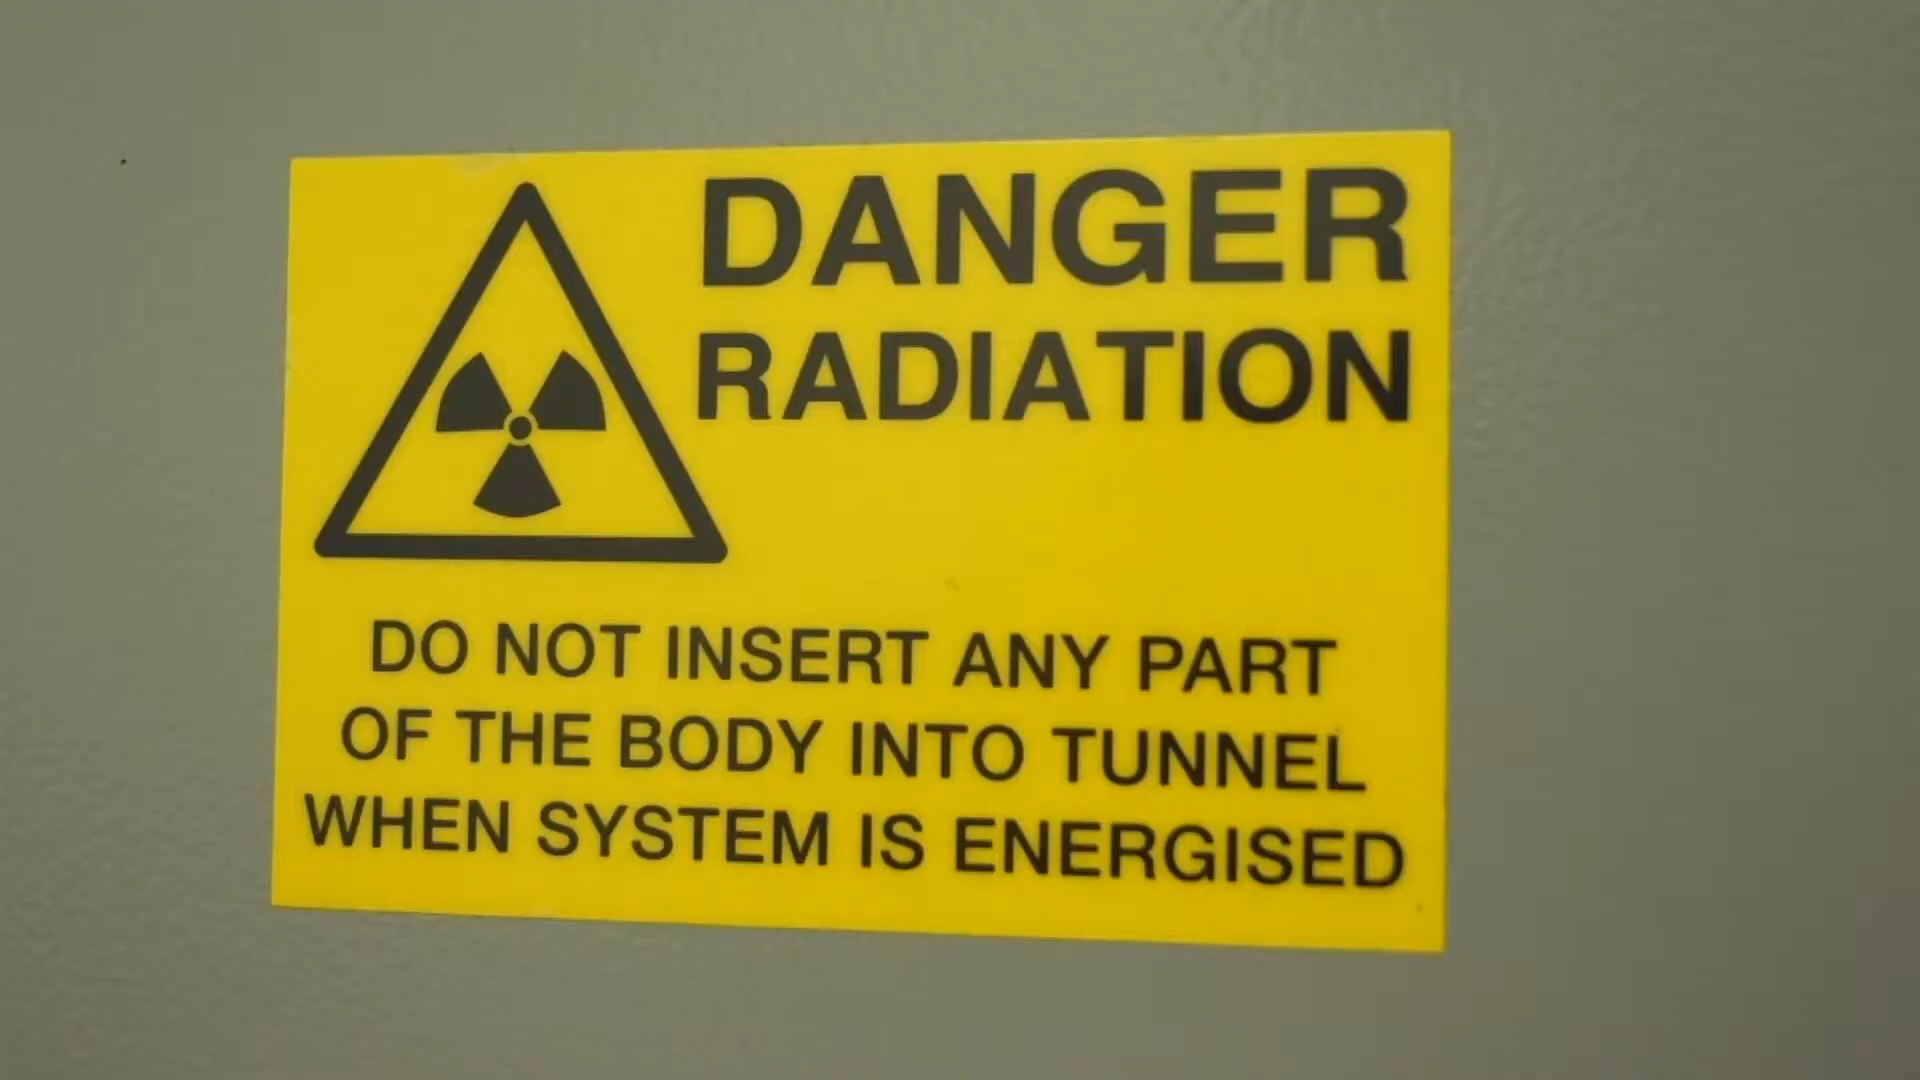 DANGER
RADIATION
DO NOT INSERT ANY PART
OF THE BODY INTO TUNNEL
WHEN SYSTEM IS ENERGISED